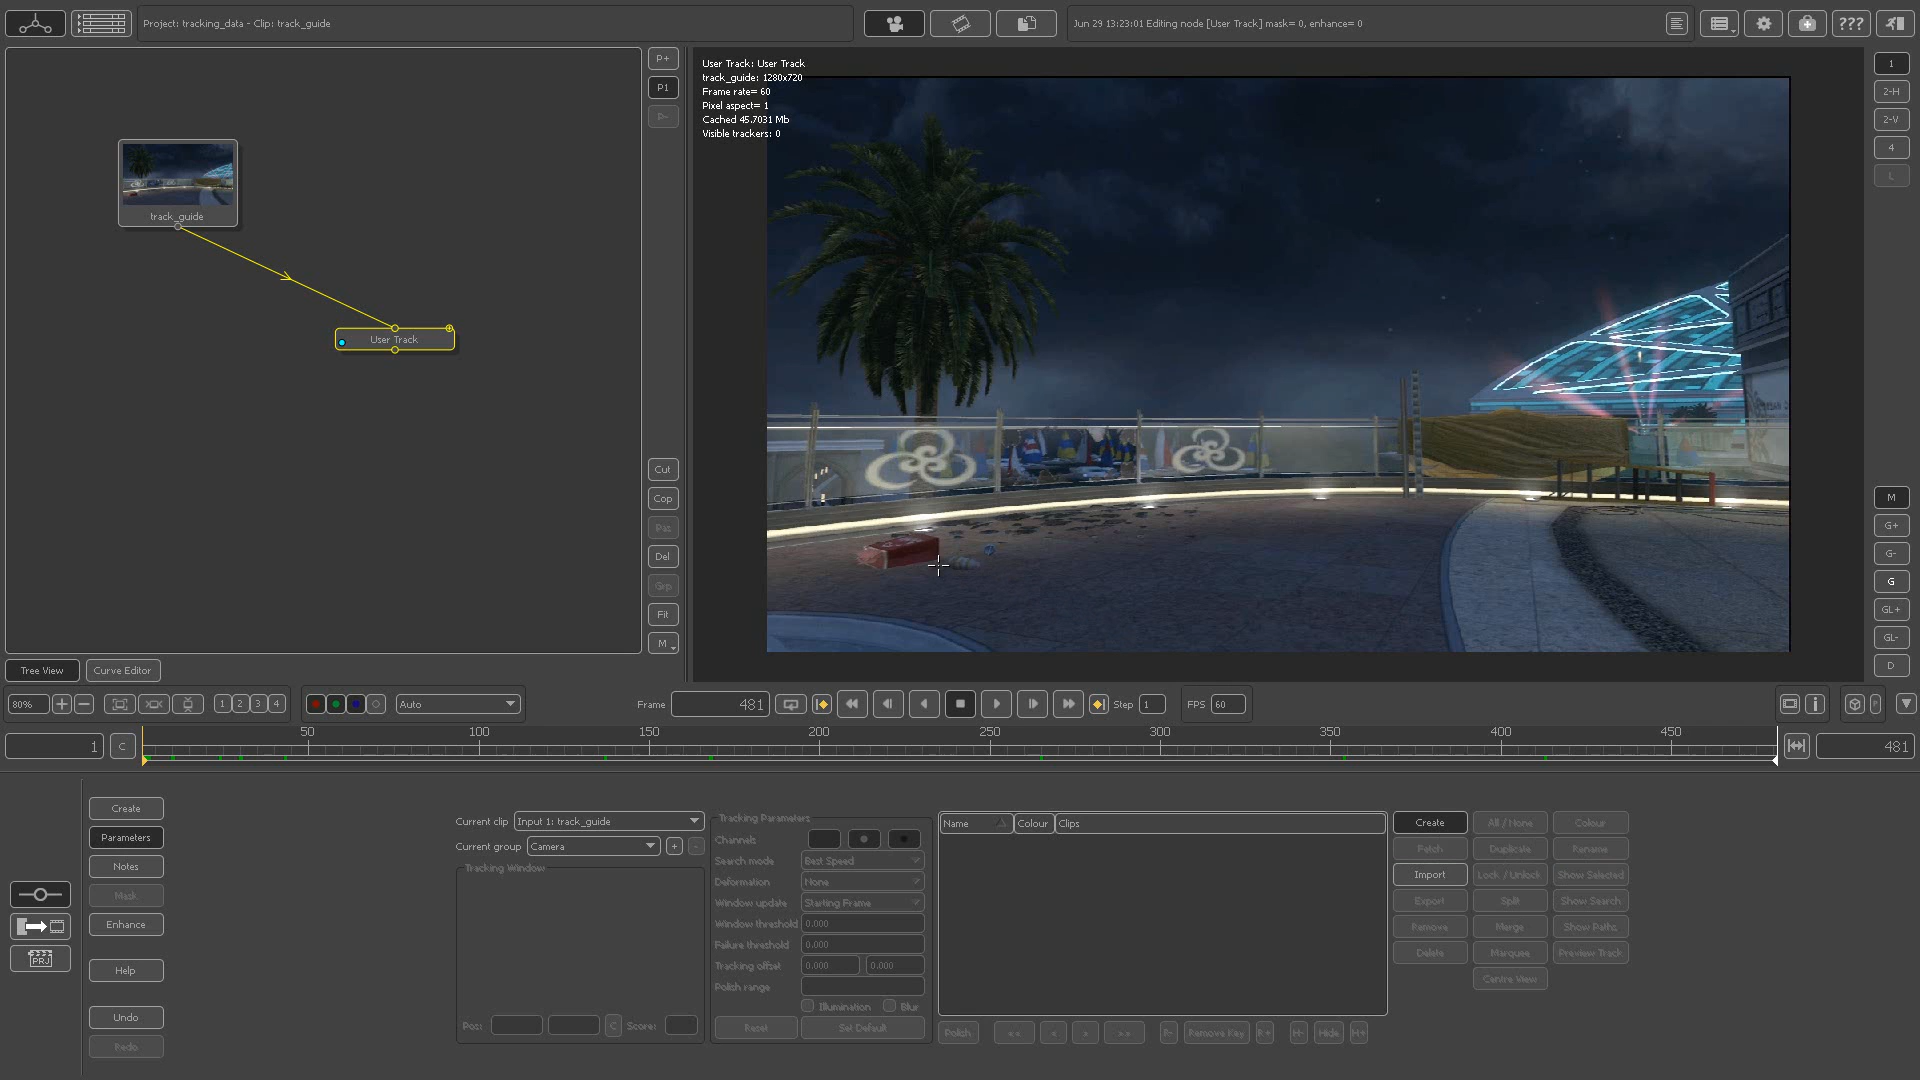 Project: tracking_data - Clip: track_guide
Jun 29 13:23:01 Editing node [User Track] mask= 0, enhance= 0
???
User Track: User Track
track_guide: 1280x720
Frame rate= 60
Pixel aspect= 1
Cached 45.7031 Mb
Visible trackers: 0
track_guide
User Track
P+
P1
P-
Cut
Cop
Pas
Del
Grp
Fit
M
1
2-H
2-V
4
L
M
G+
G-
G
GL+
GL-
D
Tree View
Curve Editor
80%
1 2 3 4
Auto
Frame 481
Step 1
FPS 60
1 C 50 100 150 200 250 300 350 400 450 481
Create
Parameters
Notes
Mask
Enhance
Help
Undo
Redo
PRJ
Current clip Input 1: track_guide
Current group Camera + -
Tracking Window
Pos: C Score:
Tracking Parameters
Channels
Search mode Best Speed
Deformation None
Window update Starting Frame
Window threshold 0.000
Failure threshold 0.000
Tracking offset 0.000 0.000
Polish range
Illumination Blur
Reset Set Default
Name Colour Clips
Polish << < > >> R- Remove Key R+ H- Hide H+
Create All / None Colour
Fetch Duplicate Rename
Import Lock / Unlock Show Selected
Export Split Show Search
Remove Merge Show Paths
Delete Marquee Preview Track
Centre View